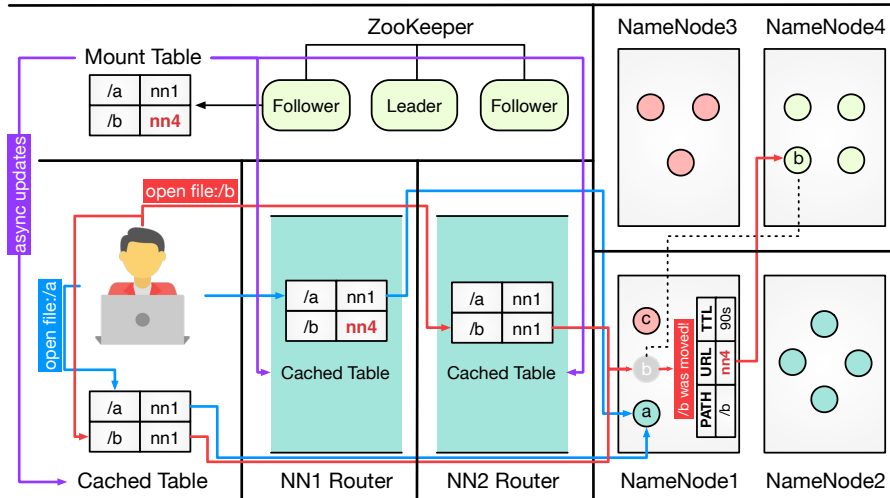 ZooKeeper
NameNode3
NameNode4
Mount Table
/a nn1
/b nn4
Follower
Leader
Follower
b
async updates
open file:/b
open file:/a
/a nn1
/b nn4
Cached Table
/a nn1
/b nn1
Cached Table
c
b
a
/b was moved!
PATH URL TTL
/b nn4 90s
/a nn1
/b nn1
Cached Table
NN1 Router
NN2 Router
NameNode1
NameNode2